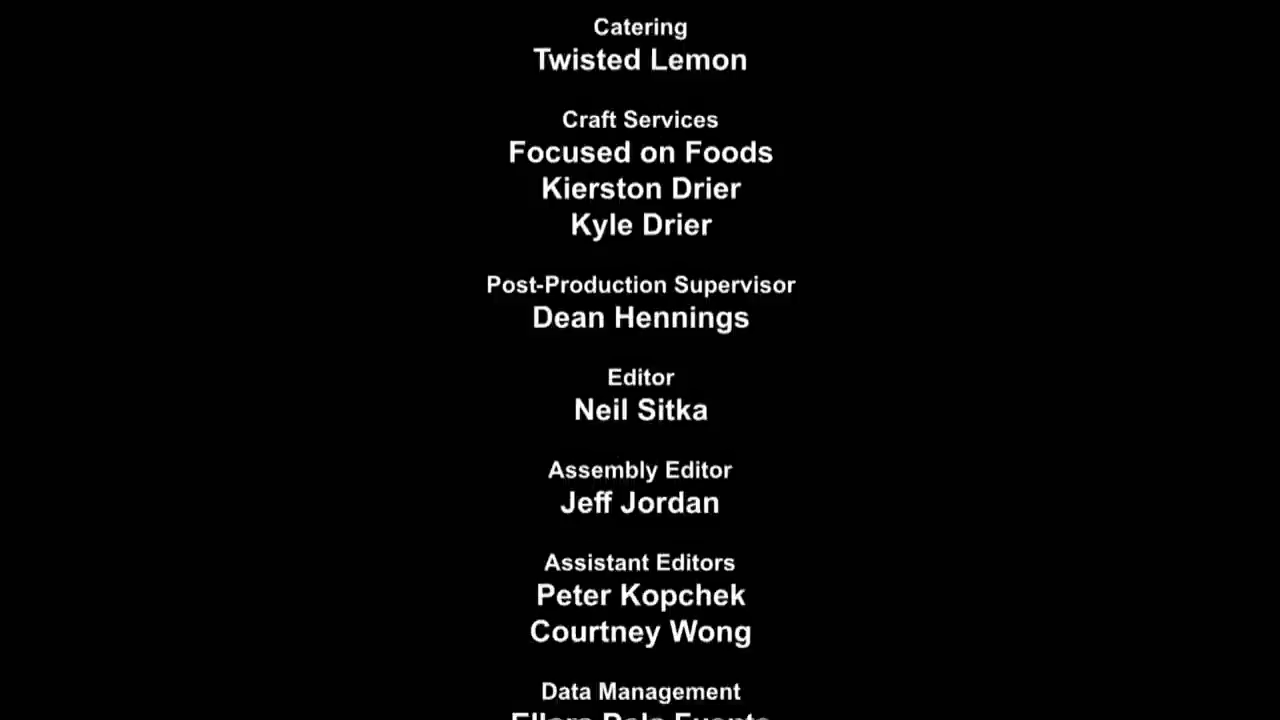 Catering
Twisted Lemon
Craft Services
Focused on Foods
Kierston Drier
Kyle Drier
Post-Production Supervisor
Dean Hennings
Editor
Neil Sitka
Assembly Editor
Jeff Jordan
Assistant Editors
Peter Kopchek
Courtney Wong
Data Management